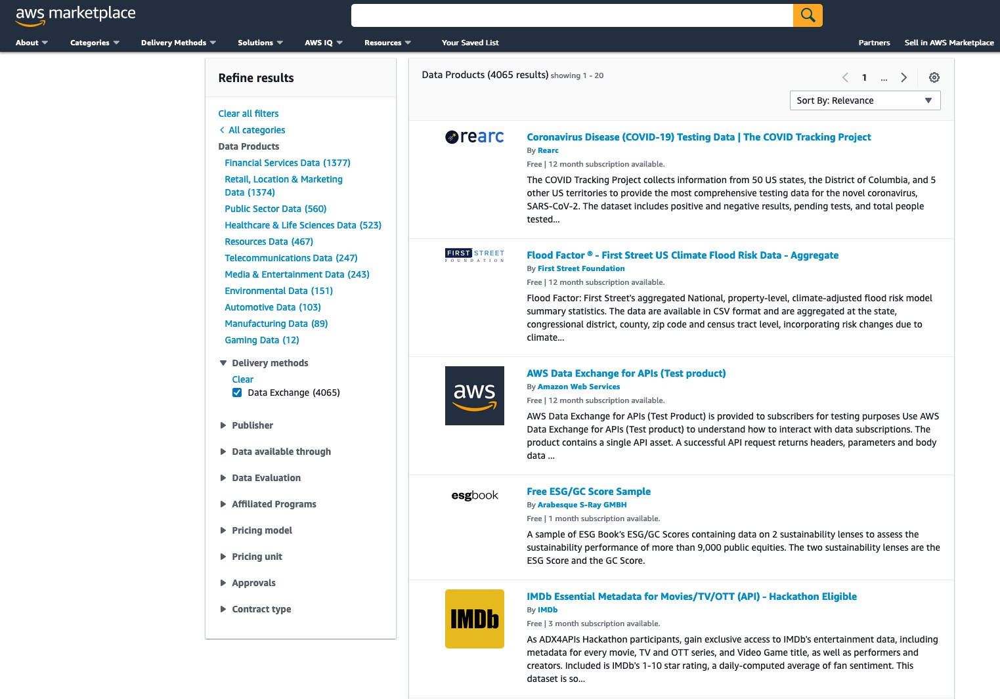 aws marketplace
About
Categories
Delivery Methods
Solutions
AWS IQ
Resources
Your Saved List
Partners
Sell in AWS Marketplace
Refine results
Clear all filters
< All categories
Data Products
Financial Services Data (1377)
Retail, Location & Marketing
Data (1374)
Public Sector Data (560)
Healthcare & Life Sciences Data (523)
Resources Data (467)
Telecommunications Data (247)
Media & Entertainment Data (243)
Environmental Data (151)
Automotive Data (103)
Manufacturing Data (89)
Gaming Data (12)
Delivery methods
Clear
Data Exchange (4065)
Publisher
Data available through
Data Evaluation
Affiliated Programs
Pricing model
Pricing unit
Approvals
Contract type
Data Products (4065 results) showing 1 - 20
1 ...
Sort By: Relevance
rearc
Coronavirus Disease (COVID-19) Testing Data | The COVID Tracking Project
By Rearc
Free | 12 month subscription available.
The COVID Tracking Project collects information from 50 US states, the District of Columbia, and 5
other US territories to provide the most comprehensive testing data for the novel coronavirus,
SARS-CoV-2. The dataset includes positive and negative results, pending tests, and total people
tested...
FIRST STREET
FOUNDATION
Flood Factor ® - First Street US Climate Flood Risk Data - Aggregate
By First Street Foundation
Free | 12 month subscription available.
Flood Factor: First Street's aggregated National, property-level, climate-adjusted flood risk model
summary statistics. The data are available in CSV format and are aggregated at the state,
congressional district, county, zip code and census tract level, incorporating risk changes due to
climate...
aws
AWS Data Exchange for APIs (Test product)
By Amazon Web Services
Free | 12 month subscription available.
AWS Data Exchange for APIs (Test Product) is provided to subscribers for testing purposes Use AWS
Data Exchange for APIs (Test product) to understand how to interact with data subscriptions. The
product contains a single API asset. A successful API request returns headers, parameters and body
data ...
esgbook
Free ESG/GC Score Sample
By Arabesque S-Ray GMBH
Free | 1 month subscription available.
A sample of ESG Book’s ESG/GC Scores containing data on 2 sustainability lenses to assess the
sustainability performance of more than 9,000 public equities. The two sustainability lenses are the
ESG Score and the GC Score.
IMDb
IMDb Essential Metadata for Movies/TV/OTT (API) - Hackathon Eligible
By IMDb
Free | 3 month subscription available.
As ADX4APIs Hackathon participants, gain exclusive access to IMDb's entertainment data, including
metadata for every movie, TV and OTT series, and Video Game title, as well as performers and
creators. Included is IMDb's 1-10 star rating, a daily-computed average of fan sentiment. This
dataset is so...